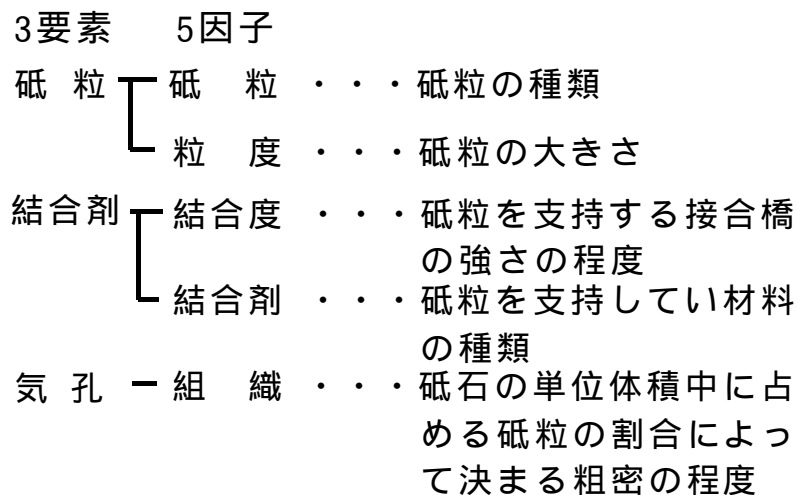 3要素 5因子
砥 粒 砥 粒 ・・・砥粒の種類
粒 度 ・・・砥粒の大きさ
結合剤 結合度 ・・・砥粒を支持する接合橋
の強さの程度
結合剤 ・・・砥粒を支持してい材料
の種類
気 孔 組 織 ・・・砥石の単位体積中に占
める砥粒の割合によっ
て決まる粗密の程度